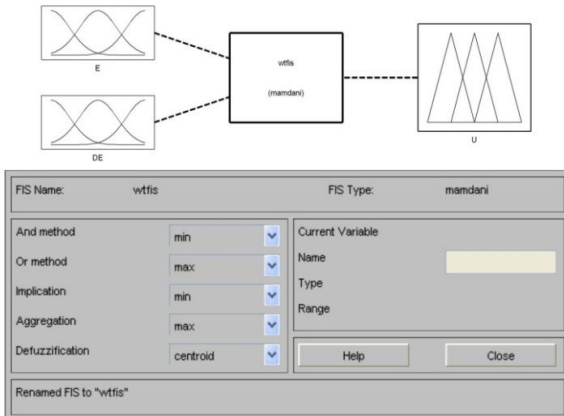 E
wtfis
(mamdani)
DE
U
FIS Name: wtfis FIS Type: mamdani
And method min
Or method max
Implication min
Aggregation max
Defuzzification centroid
Current Variable
Name
Type
Range
Help Close
Renamed FIS to "wtfis"